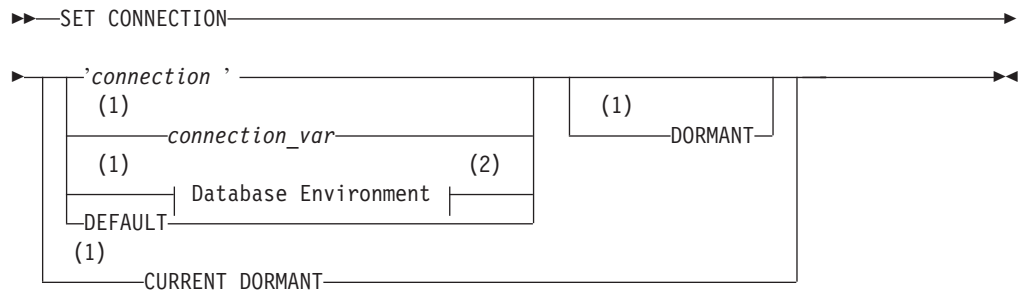 SET CONNECTION
'connection '
(1) (1)
connection_var DORMANT
(1) (2)
Database Environment
DEFAULT
(1)
CURRENT DORMANT